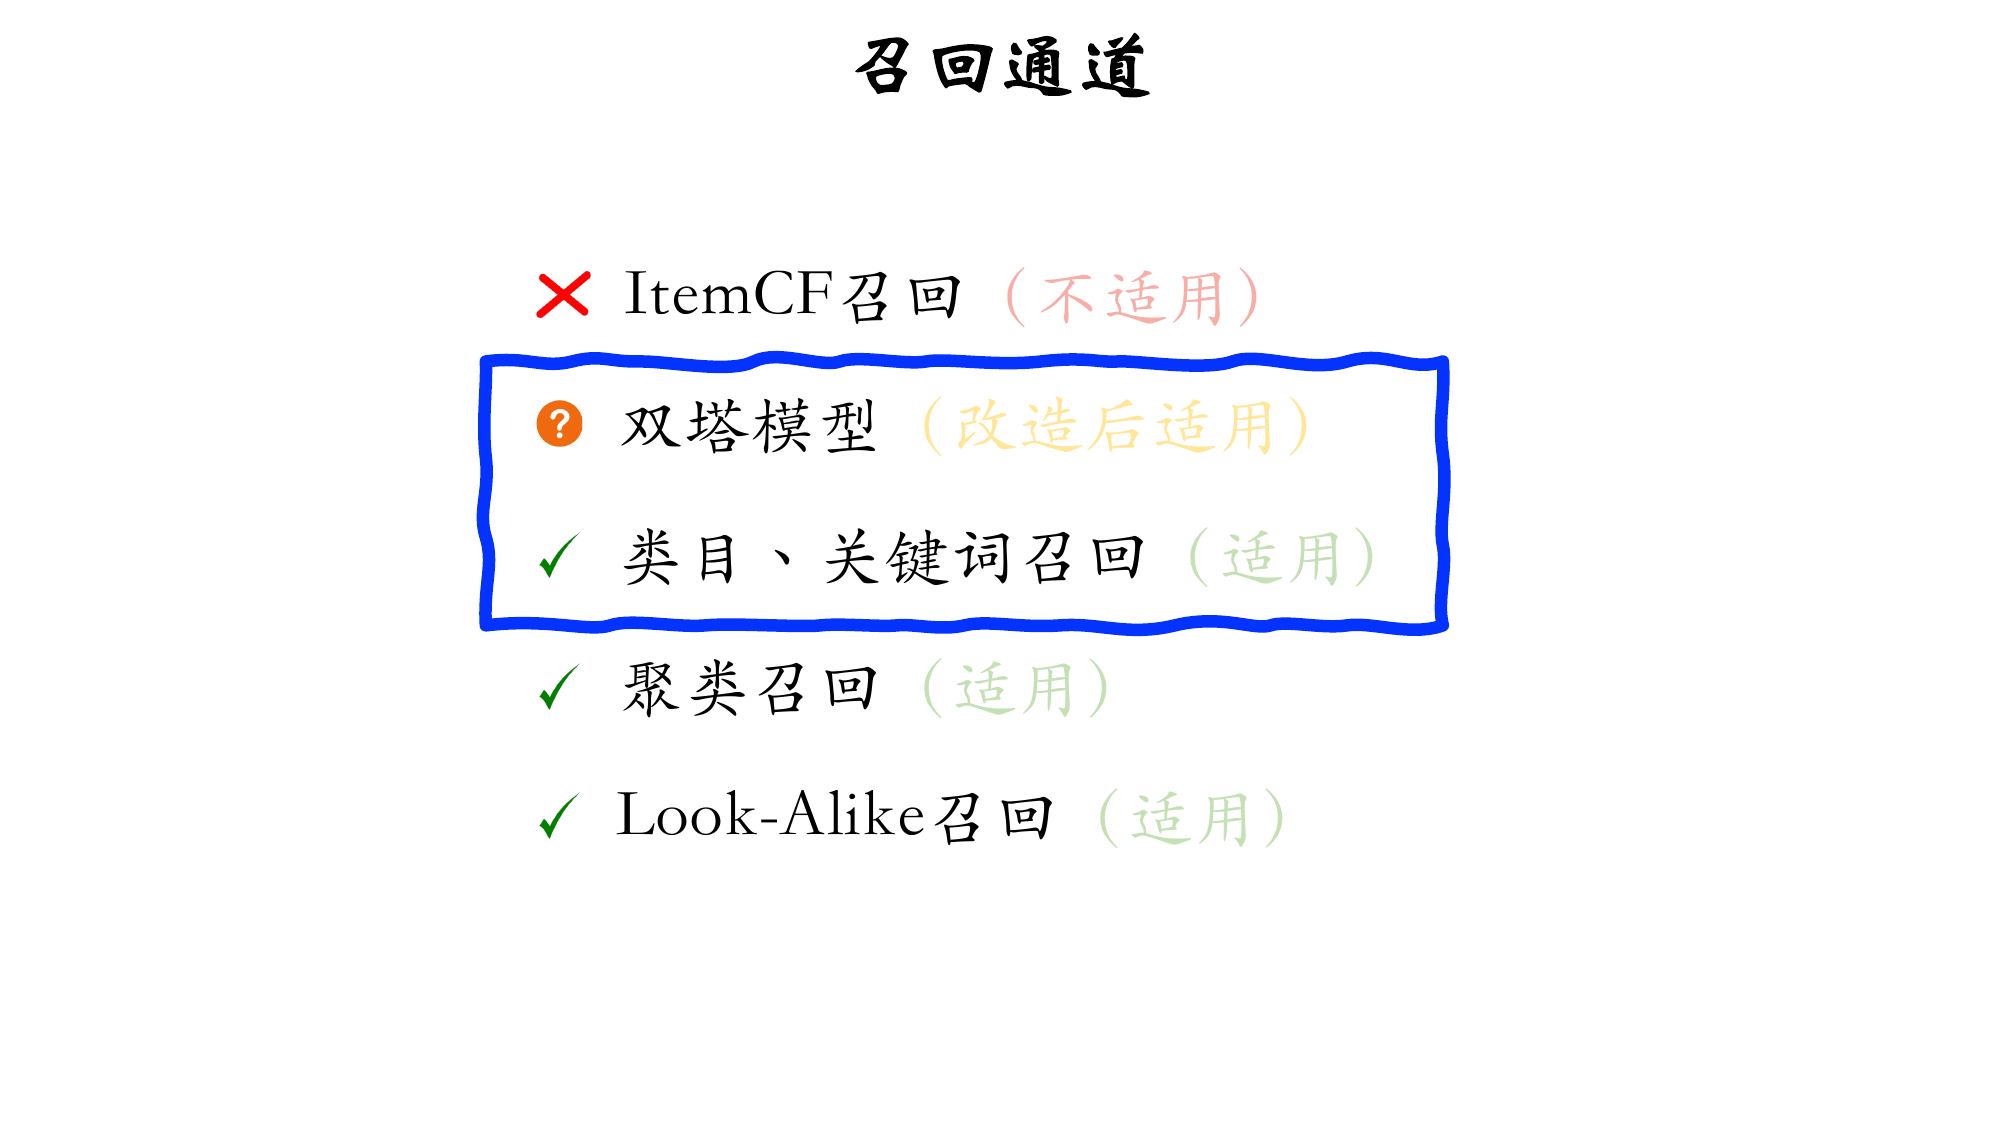 召回通道
ItemCF召回（不适用）
双塔模型（改造后适用）
类目、关键词召回（适用）
聚类召回（适用）
Look-Alike召回（适用）